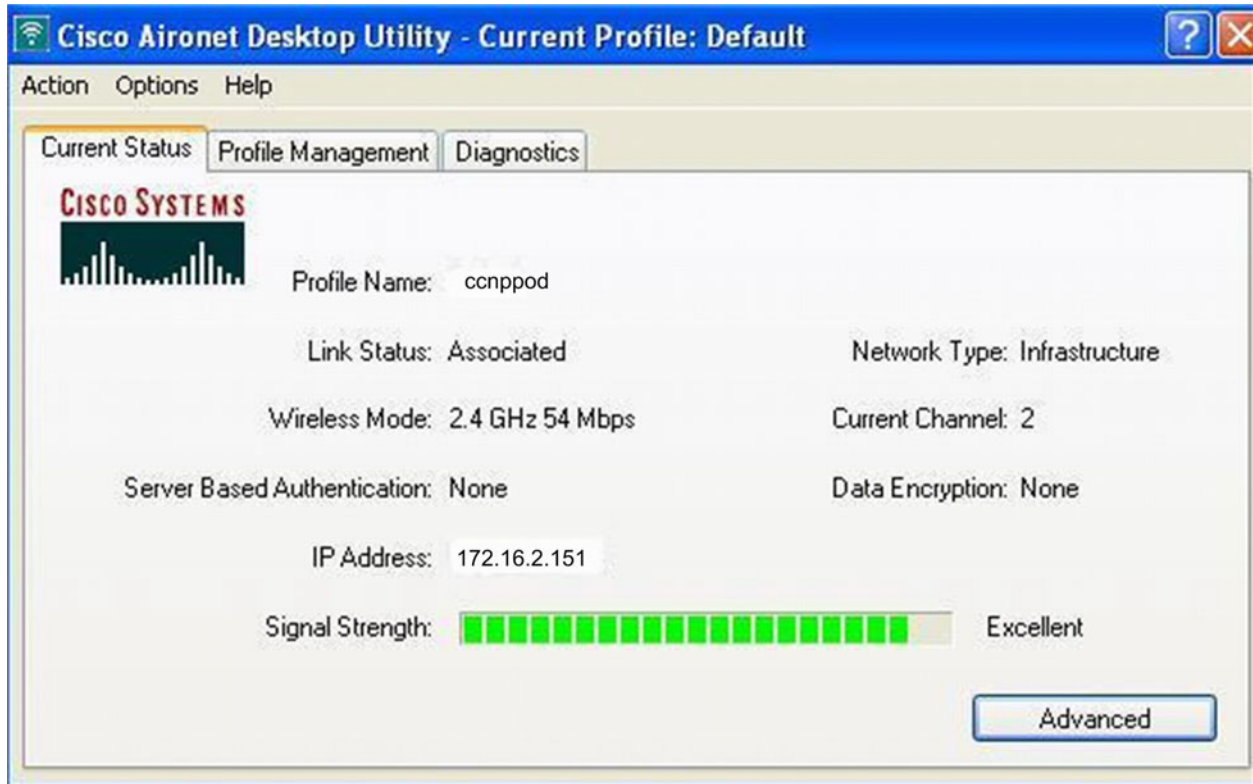 Cisco Aironet Desktop Utility - Current Profile: Default
?
Action Options Help
Current Status Profile Management Diagnostics
CISCO SYSTEMS
Profile Name: ccnppod
Link Status: Associated Network Type: Infrastructure
Wireless Mode: 2.4 GHz 54 Mbps Current Channel: 2
Server Based Authentication: None Data Encryption: None
IP Address: 172.16.2.151
Signal Strength: Excellent
Advanced